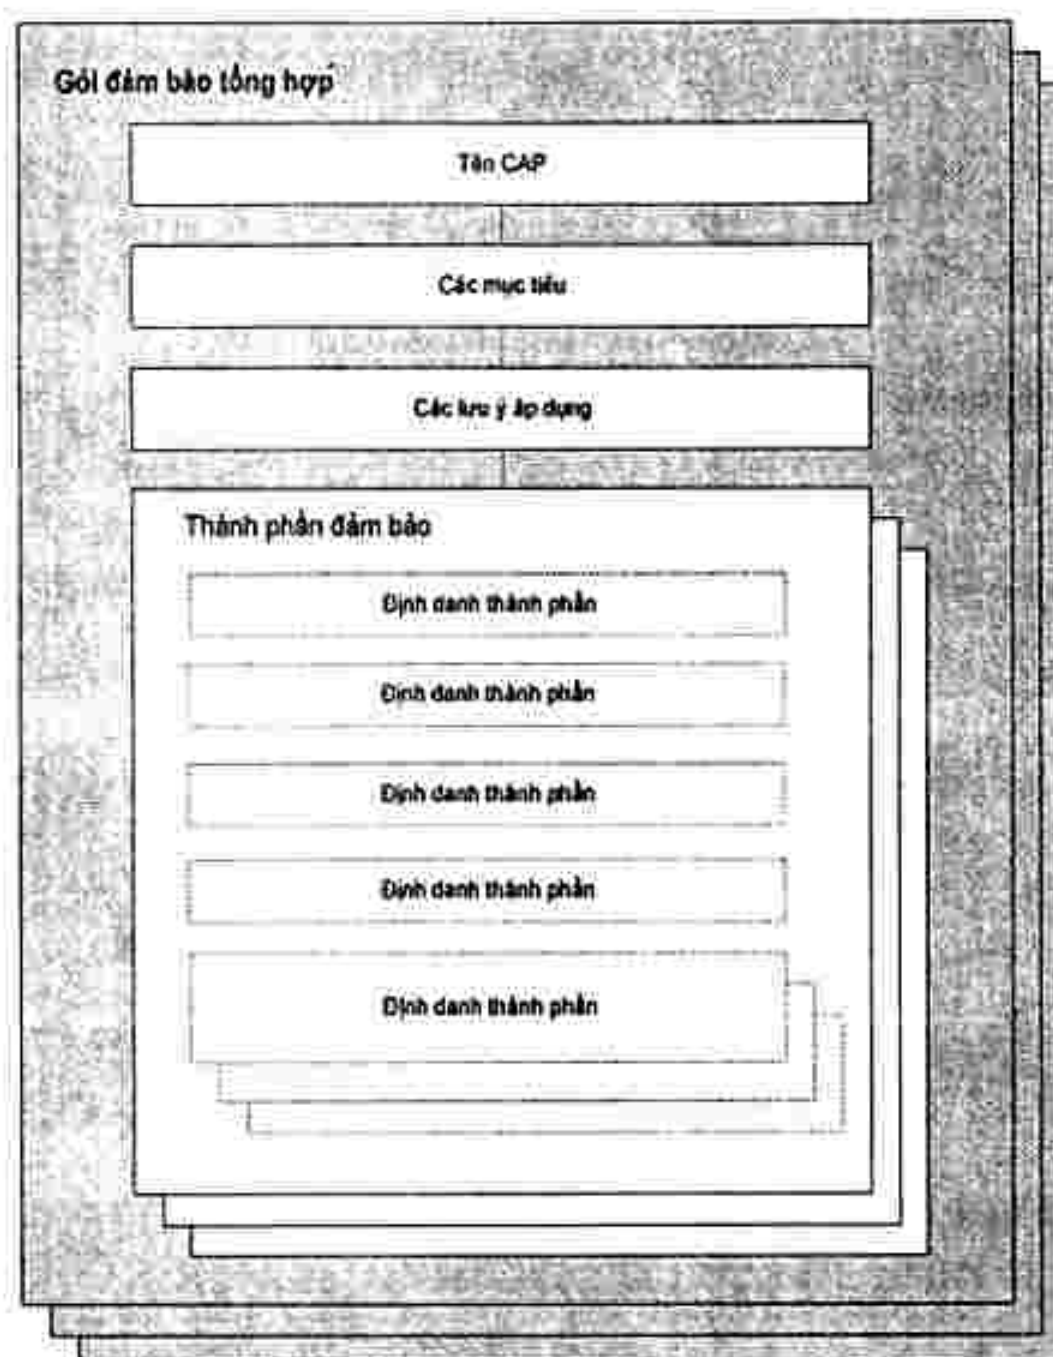 Gói đảm bảo tổng hợp
Tên CAP
Các mục tiêu
Các lưu ý áp dụng
Thành phần đảm bảo
Định danh thành phần
Định danh thành phần
Định danh thành phần
Định danh thành phần
Định danh thành phần